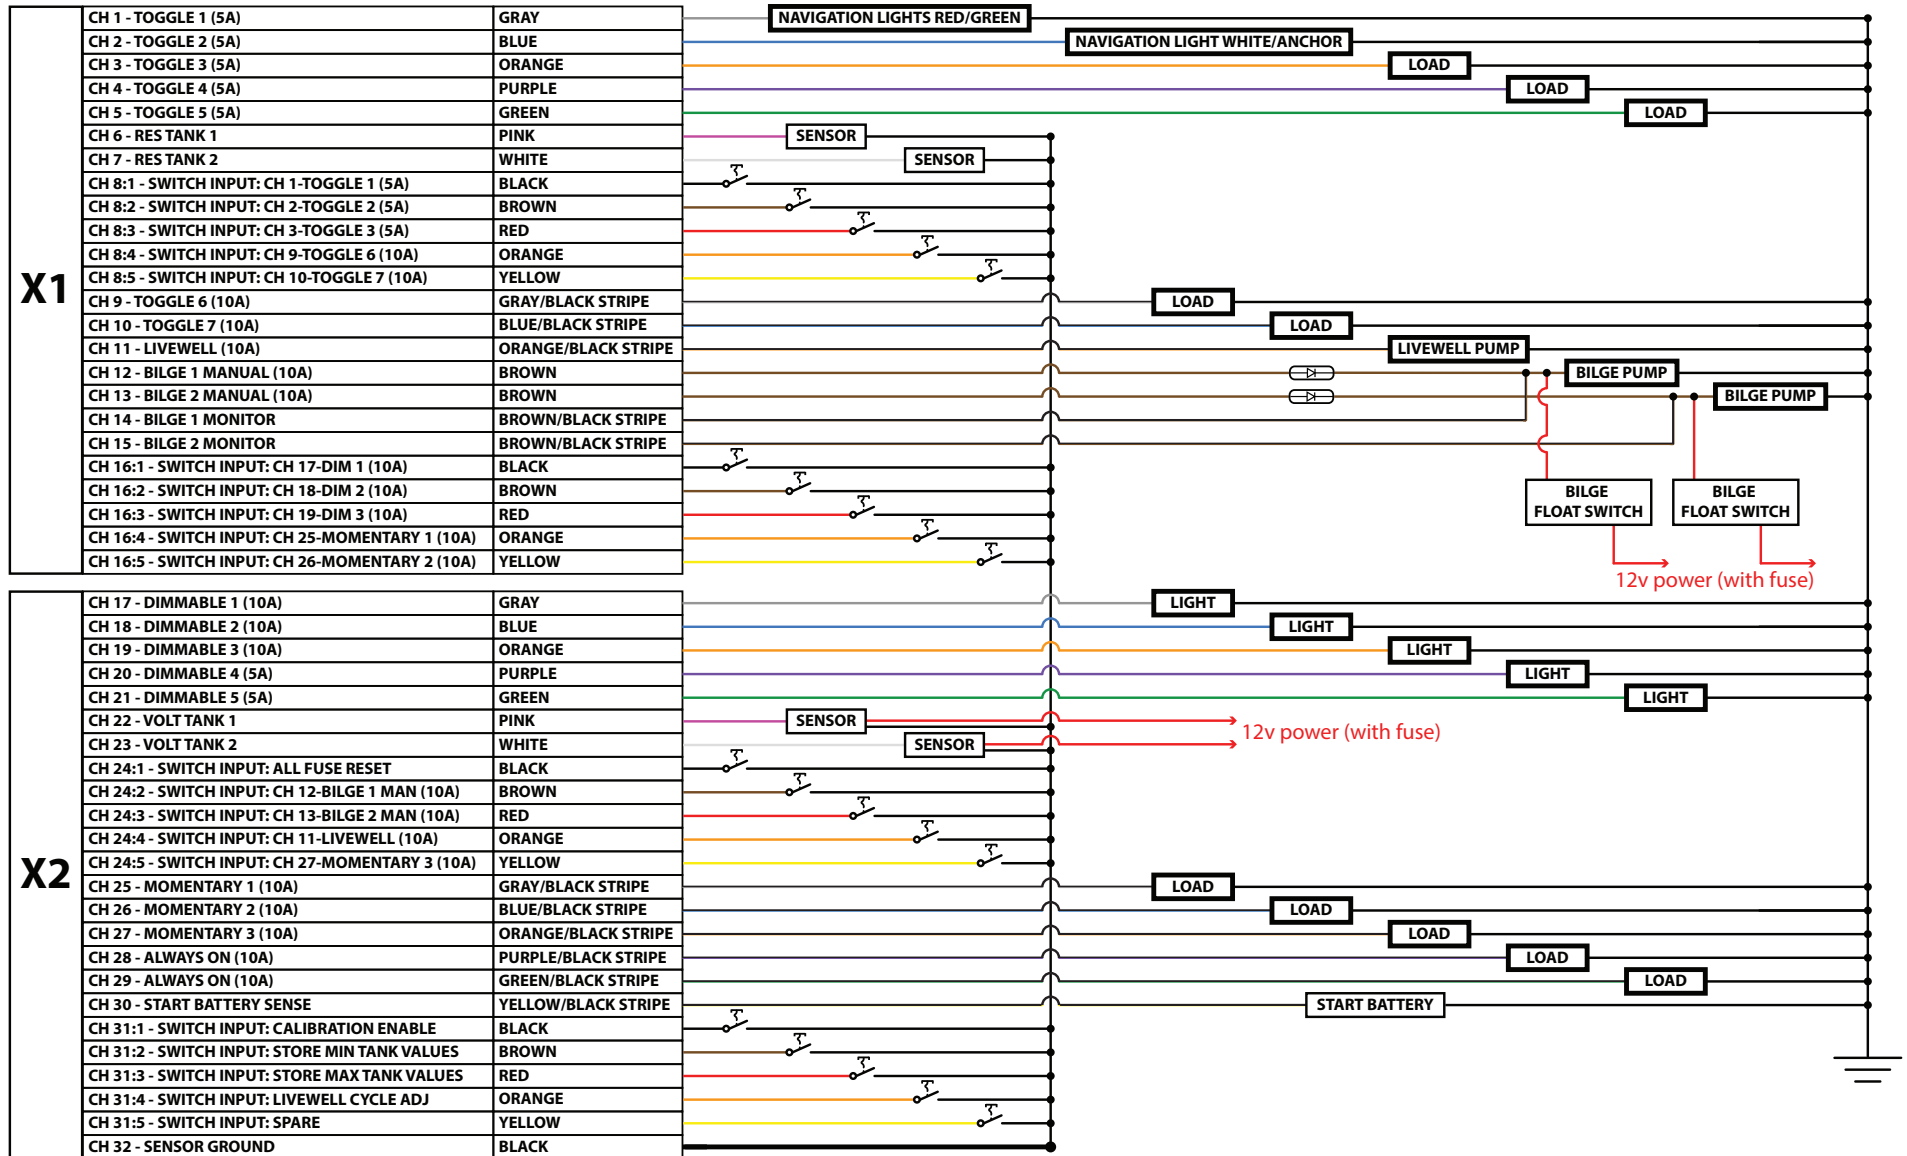 X1
CH 1 - TOGGLE 1 (5A) GRAY NAVIGATION LIGHTS RED/GREEN
CH 2 - TOGGLE 2 (5A) BLUE NAVIGATION LIGHT WHITE/ANCHOR
CH 3 - TOGGLE 3 (5A) ORANGE LOAD
CH 4 - TOGGLE 4 (5A) PURPLE LOAD
CH 5 - TOGGLE 5 (5A) GREEN LOAD
CH 6 - RES TANK 1 PINK SENSOR
CH 7 - RES TANK 2 WHITE SENSOR
CH 8:1 - SWITCH INPUT: CH 1-TOGGLE 1 (5A) BLACK
CH 8:2 - SWITCH INPUT: CH 2-TOGGLE 2 (5A) BROWN
CH 8:3 - SWITCH INPUT: CH 3-TOGGLE 3 (5A) RED
CH 8:4 - SWITCH INPUT: CH 9-TOGGLE 6 (10A) ORANGE
CH 8:5 - SWITCH INPUT: CH 10-TOGGLE 7 (10A) YELLOW
CH 9 - TOGGLE 6 (10A) GRAY/BLACK STRIPE LOAD
CH 10 - TOGGLE 7 (10A) BLUE/BLACK STRIPE LOAD
CH 11 - LIVEWELL (10A) ORANGE/BLACK STRIPE LIVEWELL PUMP
CH 12 - BILGE 1 MANUAL (10A) BROWN BILGE PUMP
CH 13 - BILGE 2 MANUAL (10A) BROWN BILGE PUMP
CH 14 - BILGE 1 MONITOR BROWN/BLACK STRIPE
CH 15 - BILGE 2 MONITOR BROWN/BLACK STRIPE
CH 16:1 - SWITCH INPUT: CH 17-DIM 1 (10A) BLACK
CH 16:2 - SWITCH INPUT: CH 18-DIM 2 (10A) BROWN
CH 16:3 - SWITCH INPUT: CH 19-DIM 3 (10A) RED
CH 16:4 - SWITCH INPUT: CH 25-MOMENTARY 1 (10A) ORANGE
CH 16:5 - SWITCH INPUT: CH 26-MOMENTARY 2 (10A) YELLOW
BILGE
FLOAT SWITCH
BILGE
FLOAT SWITCH
12v power (with fuse)
X2
CH 17 - DIMMABLE 1 (10A) GRAY LIGHT
CH 18 - DIMMABLE 2 (10A) BLUE LIGHT
CH 19 - DIMMABLE 3 (10A) ORANGE LIGHT
CH 20 - DIMMABLE 4 (5A) PURPLE LIGHT
CH 21 - DIMMABLE 5 (5A) GREEN LIGHT
CH 22 - VOLT TANK 1 PINK SENSOR
12v power (with fuse)
CH 23 - VOLT TANK 2 WHITE SENSOR
CH 24:1 - SWITCH INPUT: ALL FUSE RESET BLACK
CH 24:2 - SWITCH INPUT: CH 12-BILGE 1 MAN (10A) BROWN
CH 24:3 - SWITCH INPUT: CH 13-BILGE 2 MAN (10A) RED
CH 24:4 - SWITCH INPUT: CH 11-LIVEWELL (10A) ORANGE
CH 24:5 - SWITCH INPUT: CH 27-MOMENTARY 3 (10A) YELLOW
CH 25 - MOMENTARY 1 (10A) GRAY/BLACK STRIPE LOAD
CH 26 - MOMENTARY 2 (10A) BLUE/BLACK STRIPE LOAD
CH 27 - MOMENTARY 3 (10A) ORANGE/BLACK STRIPE LOAD
CH 28 - ALWAYS ON (10A) PURPLE/BLACK STRIPE LOAD
CH 29 - ALWAYS ON (10A) GREEN/BLACK STRIPE LOAD
CH 30 - START BATTERY SENSE YELLOW/BLACK STRIPE START BATTERY
CH 31:1 - SWITCH INPUT: CALIBRATION ENABLE BLACK
CH 31:2 - SWITCH INPUT: STORE MIN TANK VALUES BROWN
CH 31:3 - SWITCH INPUT: STORE MAX TANK VALUES RED
CH 31:4 - SWITCH INPUT: LIVEWELL CYCLE ADJ ORANGE
CH 31:5 - SWITCH INPUT: SPARE YELLOW
CH 32 - SENSOR GROUND BLACK